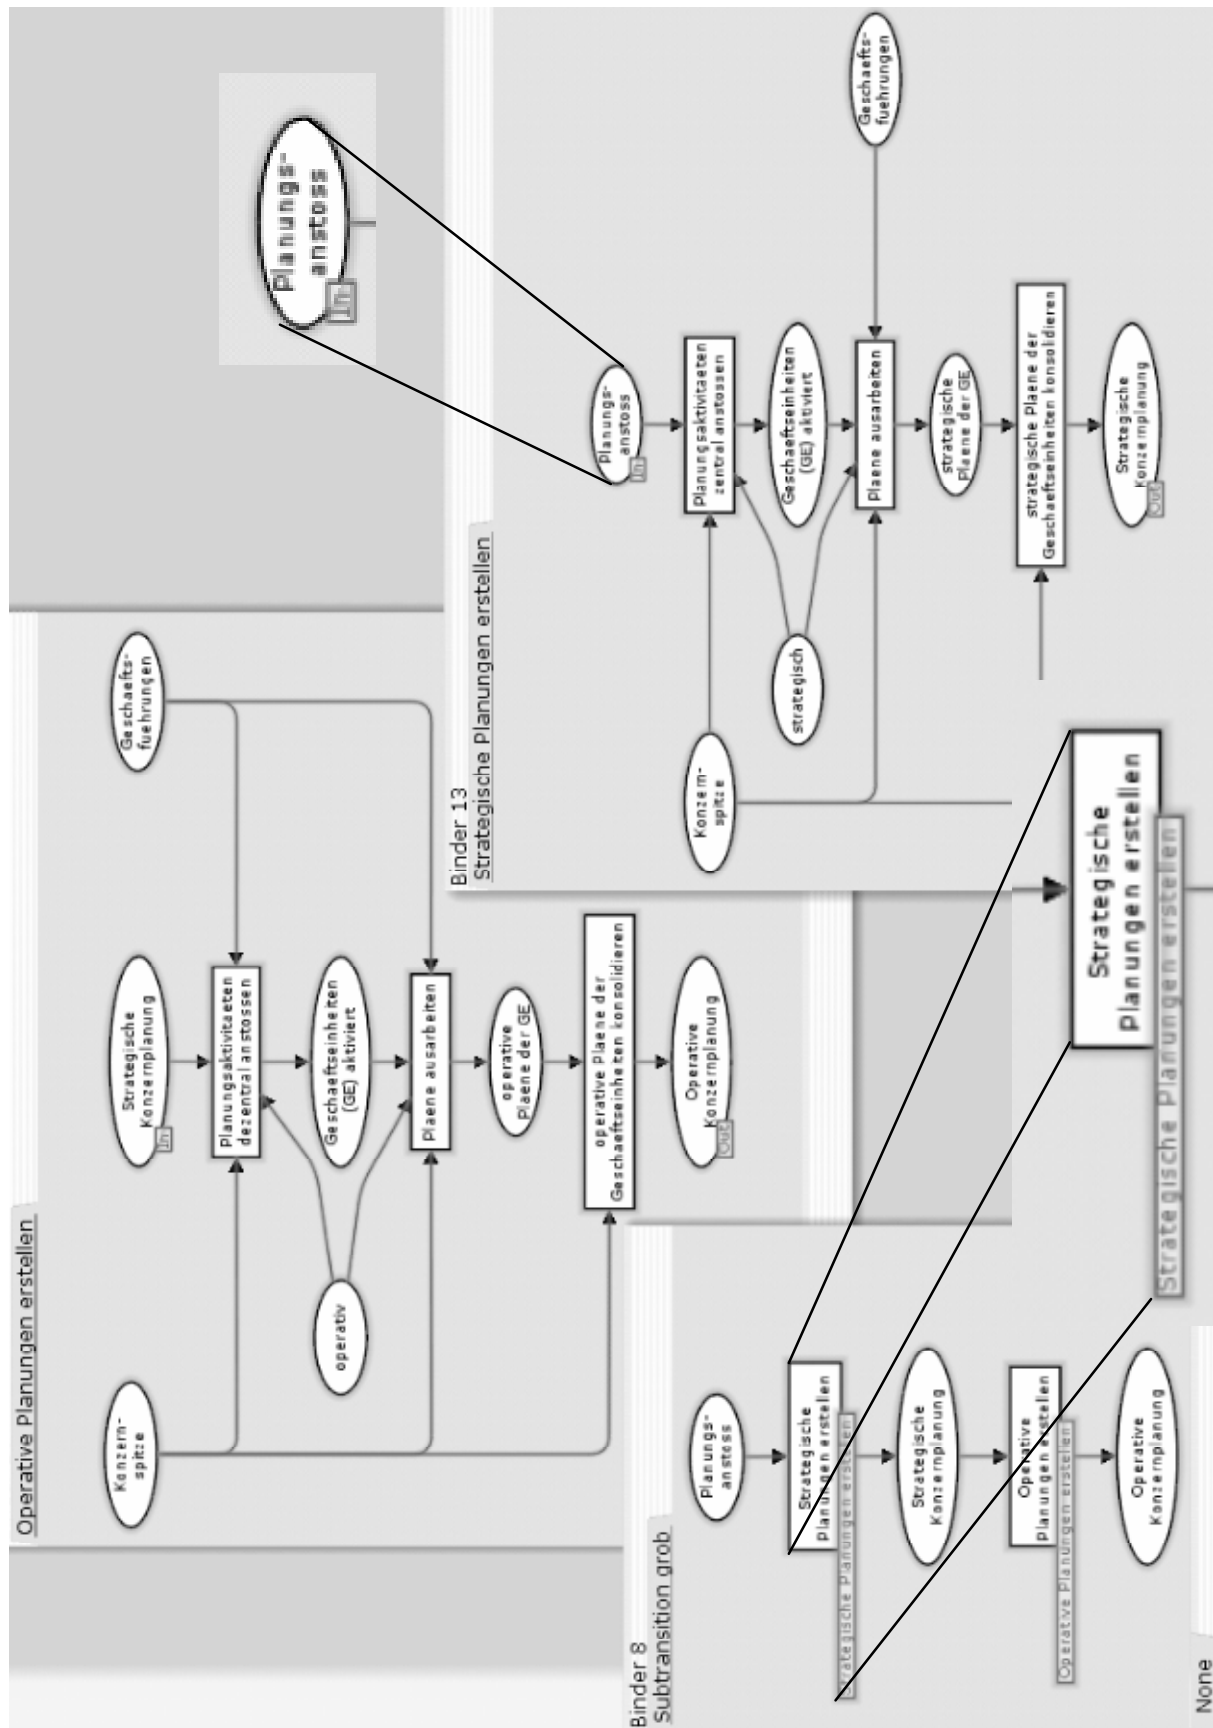 Operative Planungen erstellen
Konzern-
spitze
Strategische
Konzernplanung
In
Geschaefts-
fuehrungen
Planungsaktivitaeten
dezentral anstossen
operativ
Geschaeftseinheiten
(GE) aktiviert
Plaene ausarbeiten
operative
Plaene der GE
operative Plaene der
Geschaeftseinheiten konsolidieren
Operative
Konzernplanung
Out
Planungs-
anstoss
In
Binder 13
Strategische Planungen erstellen
Planungs-
anstoss
In
Konzern-
spitze
Planungsaktivitaeten
zentral anstossen
strategisch
Geschaeftseinheiten
(GE) aktiviert
Plaene ausarbeiten
Geschaefts-
fuehrungen
strategische
Plaene der GE
strategische Plaene der
Geschaeftseinheiten konsolidieren
Strategische
Konzernplanung
Out
Binder 8
Subtransition grob
Planungs-
anstoss
Strategische
Planungen erstellen
Strategische Planungen erstellen
Strategische
Konzernplanung
Operative
Planungen erstellen
Operative Planungen erstellen
Operative
Konzernplanung
Strategische
Planungen erstellen
Strategische Planungen erstellen
None